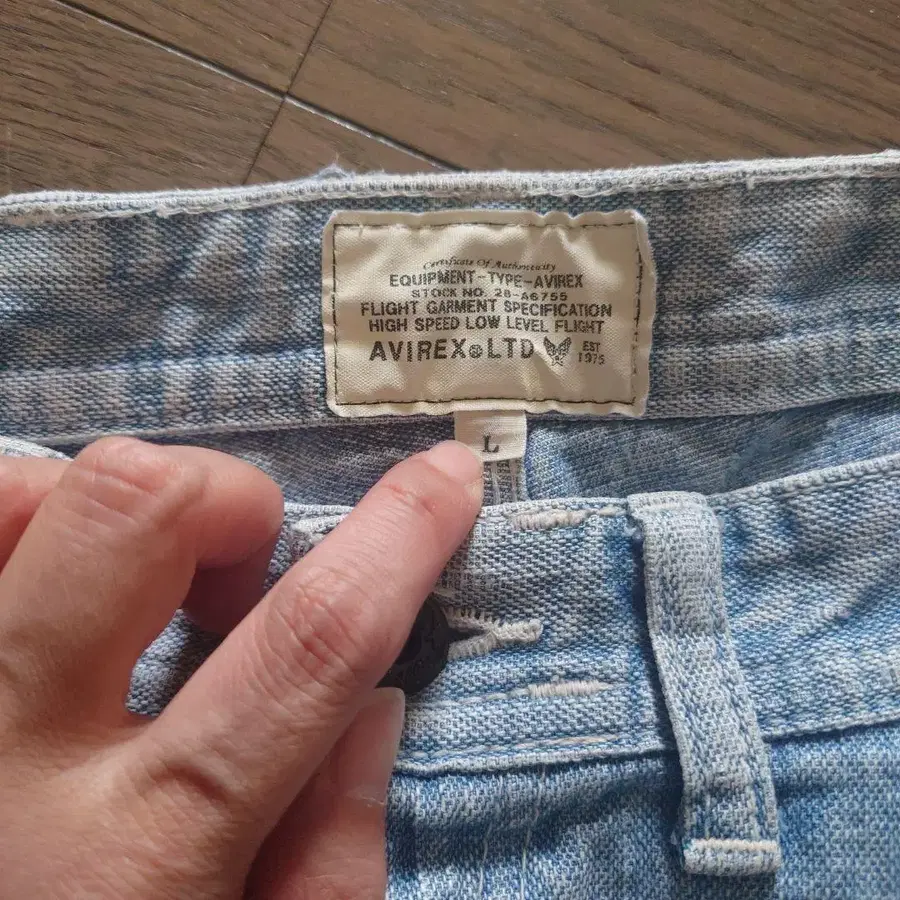 Certificate Of Authenticity
EQUIPMENT-TYPE-AVIREX
STOCK NO. 28-A6755
FLIGHT GARMENT SPECIFICATION
HIGH SPEED LOW LEVEL FLIGHT
AVIREX LTD EST 1975
L